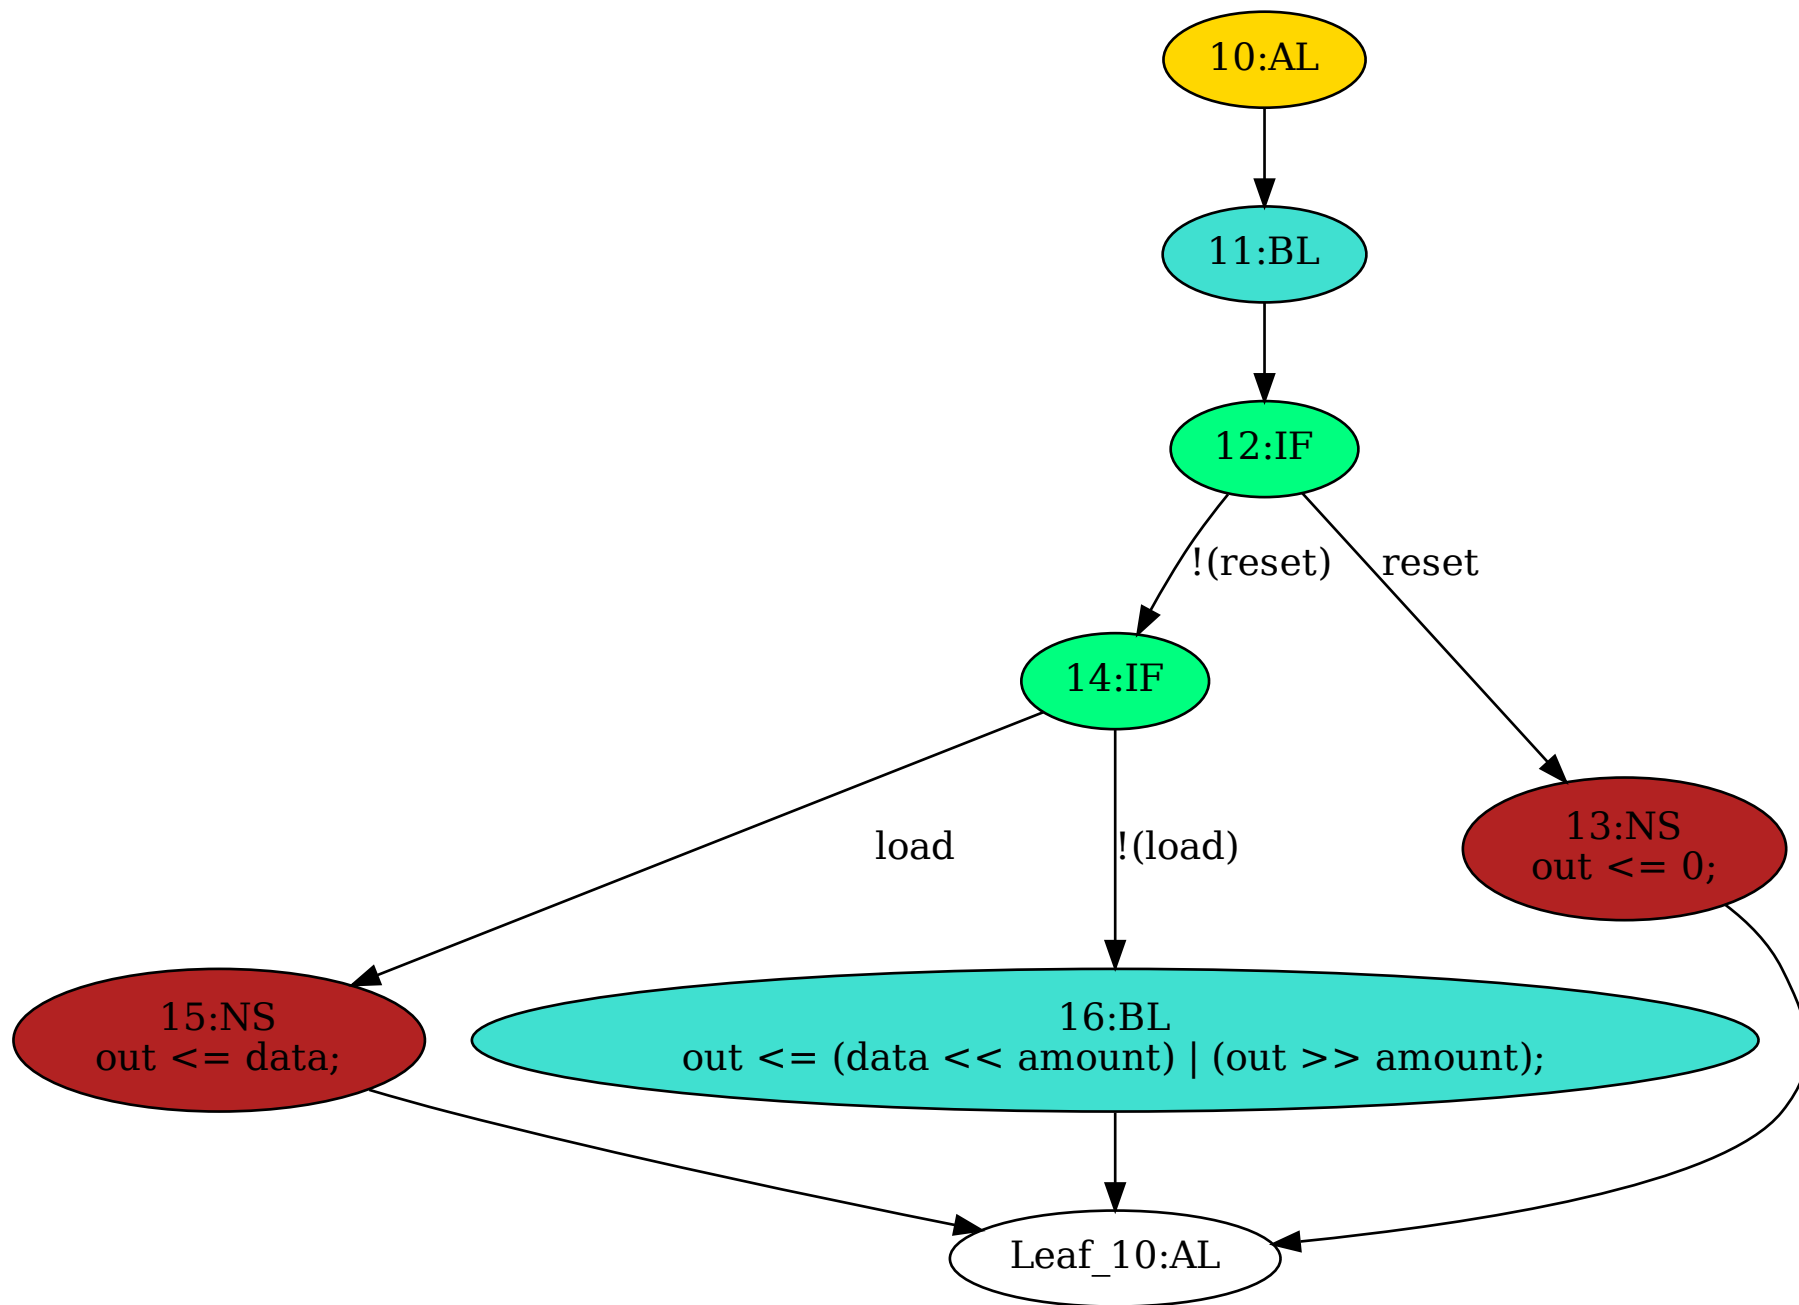 10:AL
11:BL
12:IF
!(reset)
reset
14:IF
load
!(load)
13:NS
out <= 0;
15:NS
out <= data;
16:BL
out <= (data << amount) | (out >> amount);
Leaf_10:AL